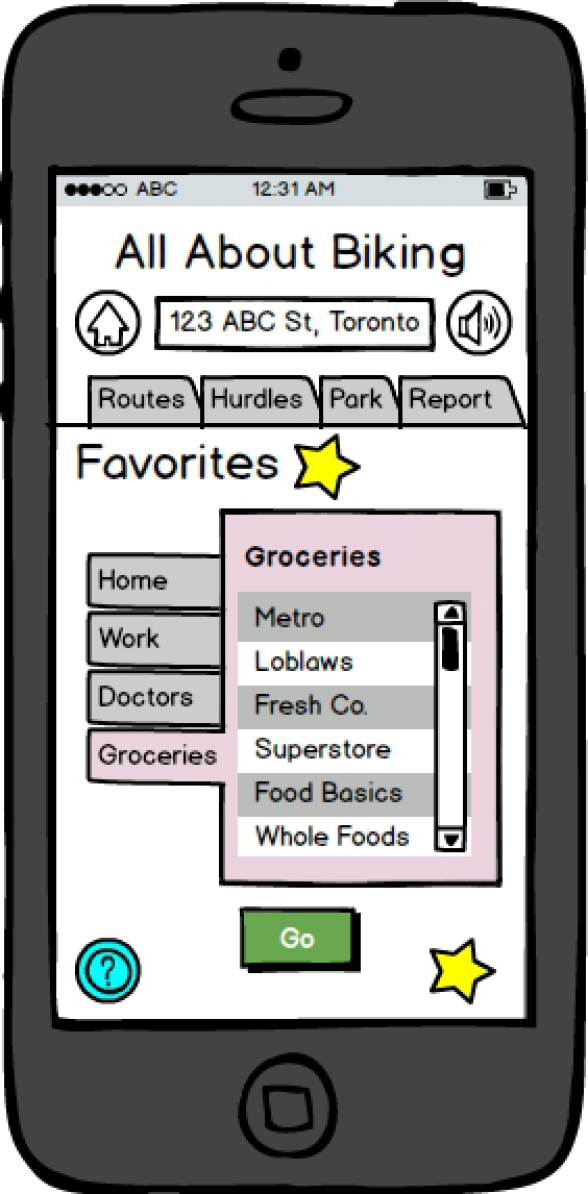 ABC 12:31 AM
All About Biking
123 ABC St, Toronto
Routes Hurdles Park Report
Favorites
Groceries
Home
Work
Doctors
Groceries
Metro
Loblaws
Fresh Co.
Superstore
Food Basics
Whole Foods
Go
?